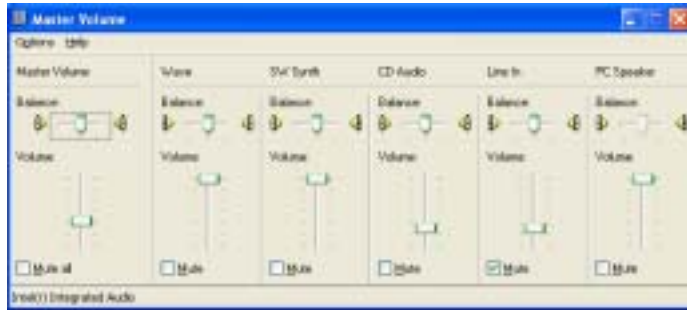 Master Volume
Options Help
Master Volume Wave SW Synth CD Audio Line In PC Speaker
Balance: Balance: Balance: Balance: Balance: Balance:
Volume: Volume: Volume: Volume: Volume: Volume:
Mute all Mute Mute Mute Mute Mute
Intel(r) Integrated Audio